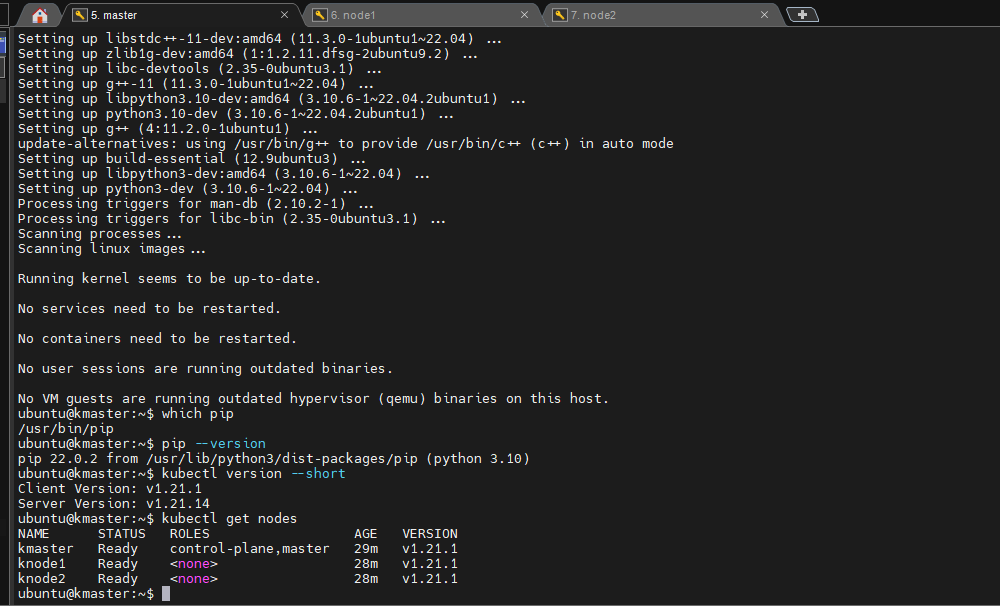 5. master
6. node1
7. node2
Setting up libstdc++-11-dev:amd64 (11.3.0-1ubuntu1~22.04) ...
Setting up zlib1g-dev:amd64 (1:1.2.11.dfsg-2ubuntu9.2) ...
Setting up libc-devtools (2.35-0ubuntu3.1) ...
Setting up g++-11 (11.3.0-1ubuntu1~22.04) ...
Setting up libpython3.10-dev:amd64 (3.10.6-1~22.04.2ubuntu1) ...
Setting up python3.10-dev (3.10.6-1~22.04.2ubuntu1) ...
Setting up g++ (4:11.2.0-1ubuntu1) ...
update-alternatives: using /usr/bin/g++ to provide /usr/bin/c++ (c++) in auto mode
Setting up build-essential (12.9ubuntu3) ...
Setting up libpython3-dev:amd64 (3.10.6-1~22.04) ...
Setting up python3-dev (3.10.6-1~22.04) ...
Processing triggers for man-db (2.10.2-1) ...
Processing triggers for libc-bin (2.35-0ubuntu3.1) ...
Scanning processes...
Scanning linux images...
Running kernel seems to be up-to-date.
No services need to be restarted.
No containers need to be restarted.
No user sessions are running outdated binaries.
No VM guests are running outdated hypervisor (qemu) binaries on this host.
ubuntu@kmaster:~$ which pip
/usr/bin/pip
ubuntu@kmaster:~$ pip --version
pip 22.0.2 from /usr/lib/python3/dist-packages/pip (python 3.10)
ubuntu@kmaster:~$ kubectl version --short
Client Version: v1.21.1
Server Version: v1.21.14
ubuntu@kmaster:~$ kubectl get nodes
NAME STATUS ROLES AGE VERSION
kmaster Ready control-plane,master 29m v1.21.1
knode1 Ready <none> 28m v1.21.1
knode2 Ready <none> 28m v1.21.1
ubuntu@kmaster:~$